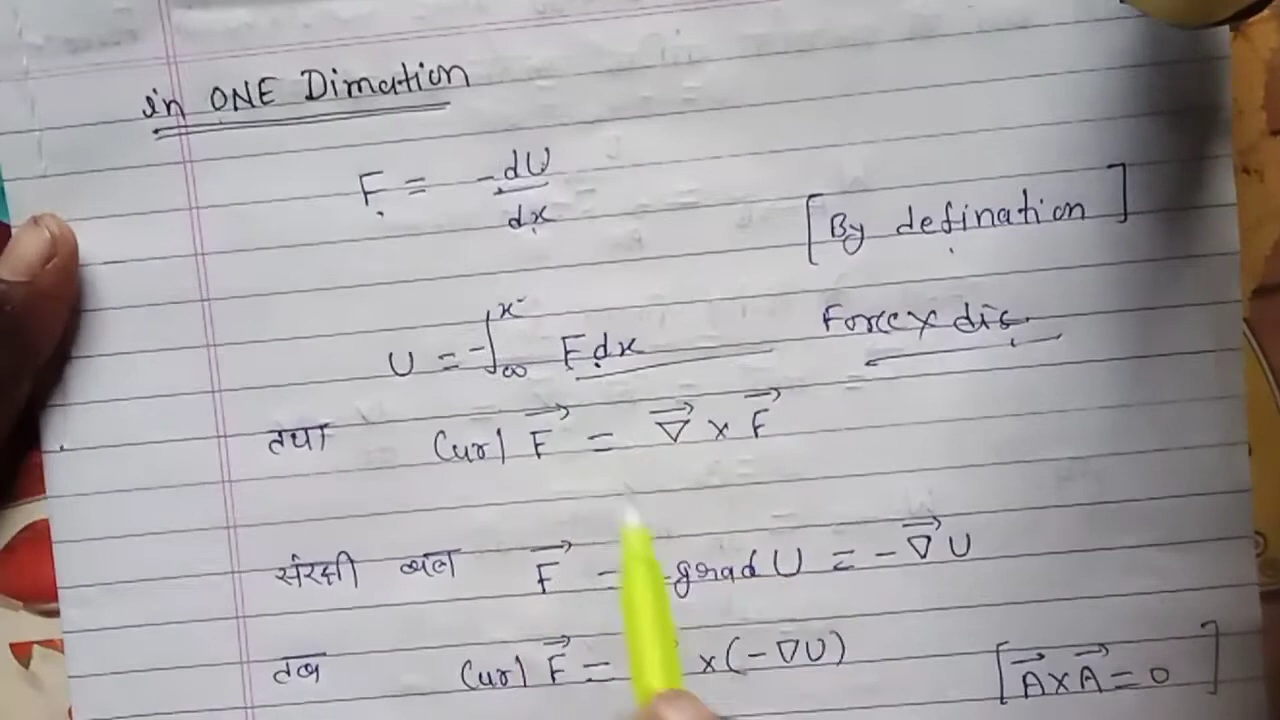 in ONE Dimation
F = -dU/dx
[By defination]
U = -∫_∞^x F dx Force x dis.
तथा Curl F⃗ = ∇⃗ x F⃗
संरक्षी बल F⃗ = -grad U = -∇⃗U
तब Curl F⃗ = x(-∇U) [A⃗xA⃗ = 0]